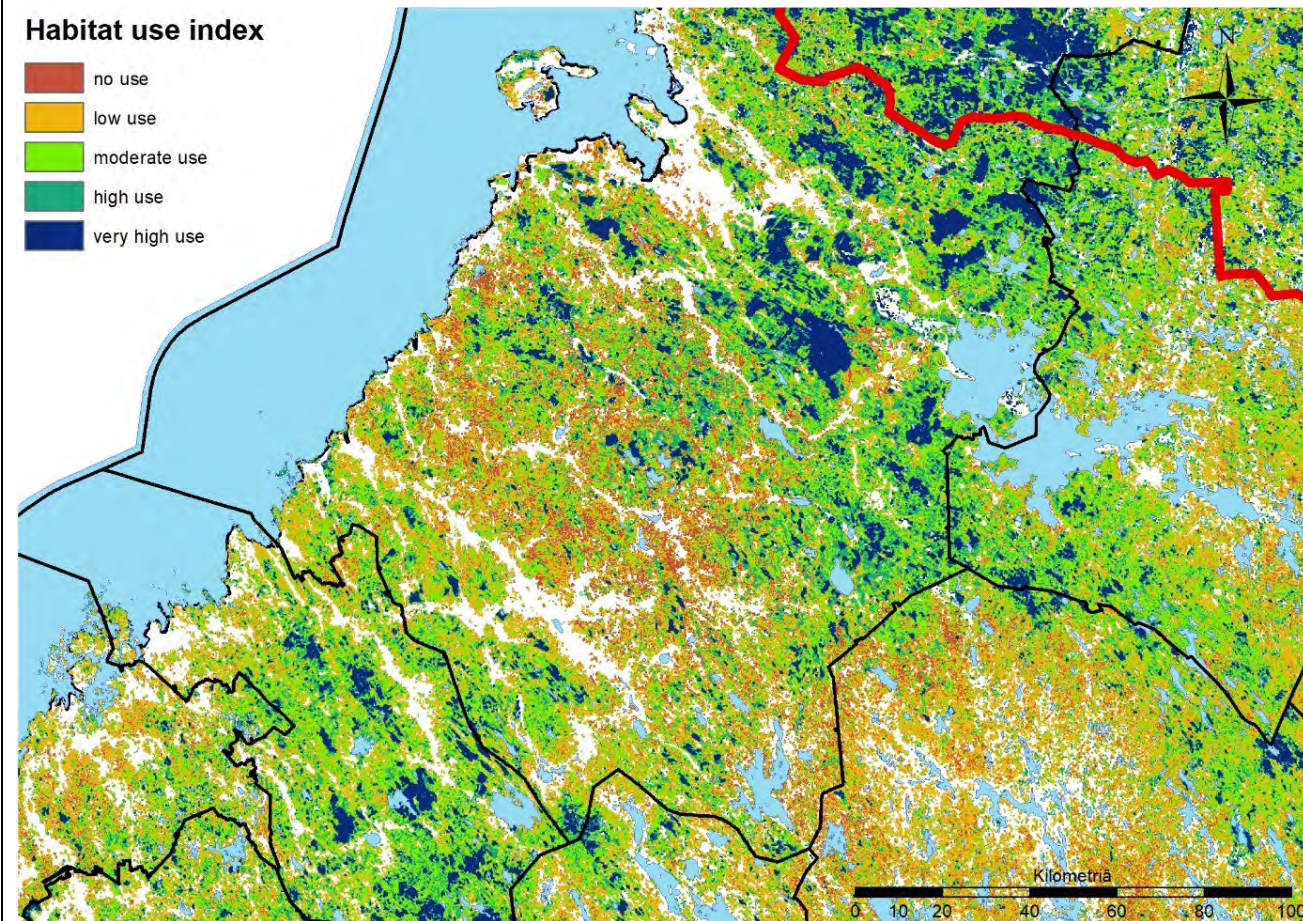 Habitat use index
no use
low use
moderate use
high use
very high use
N
Kilometriä
0 10 20 40 60 80 100